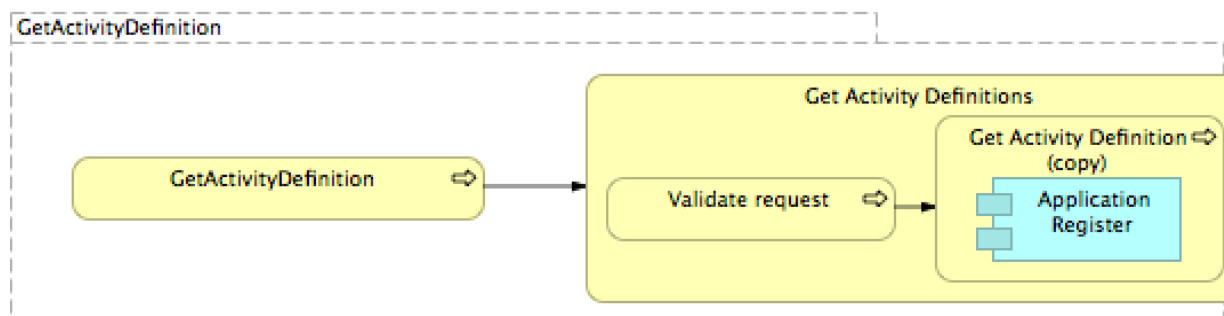 GetActivityDefinition
Get Activity Definitions
GetActivityDefinition
Validate request
Get Activity Definition
(copy)
Application
Register